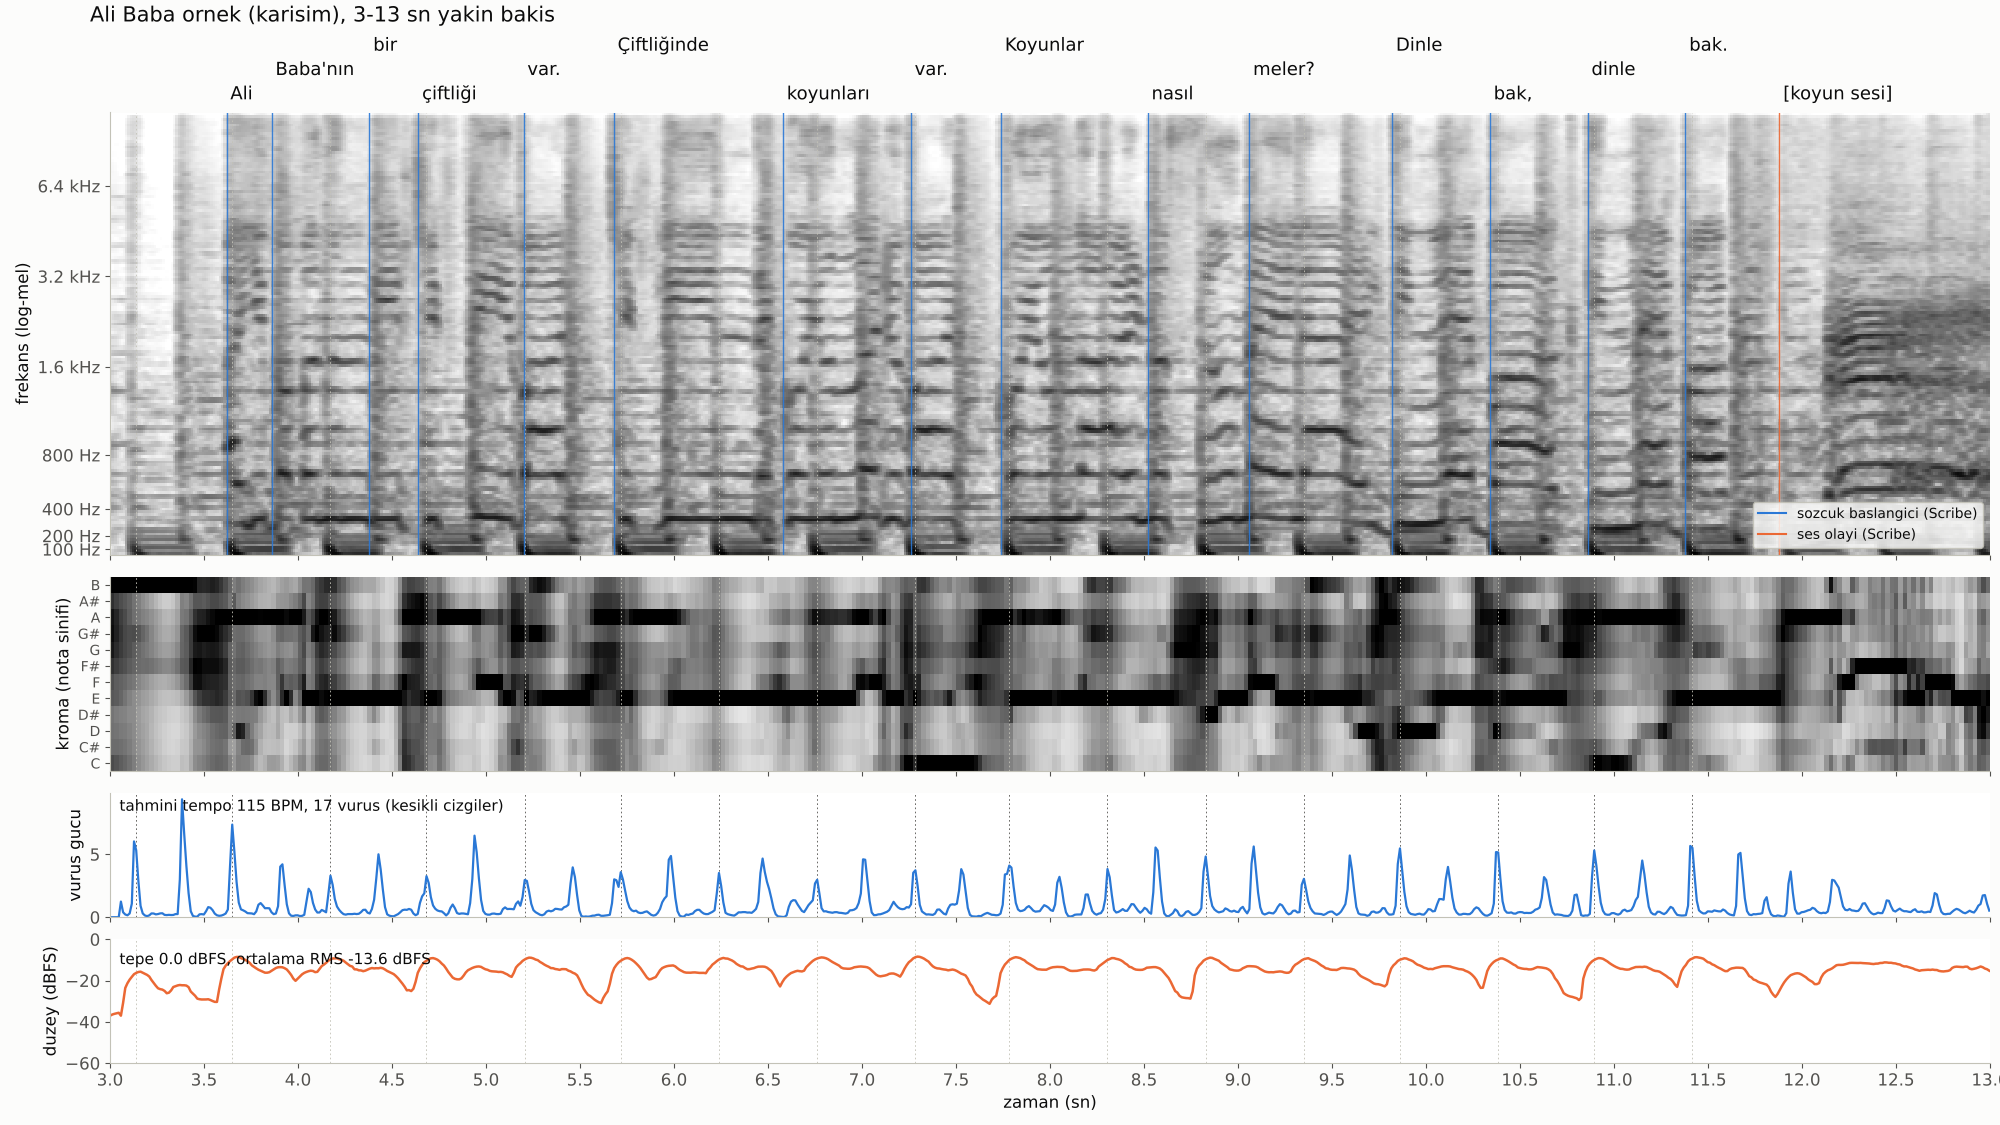 Ali Baba ornek (karisim), 3-13 sn yakin bakis
bir Çiftliğinde Koyunlar Dinle bak.
Baba'nın var. var. meler? dinle
Ali çiftliği koyunları nasıl bak, [koyun sesi]
frekans (log-mel)
6.4 kHz
3.2 kHz
1.6 kHz
800 Hz
400 Hz
200 Hz
100 Hz
sozcuk baslangici (Scribe)
ses olayi (Scribe)
kroma (nota sinifi)
B
A#
A
G#
G
F#
F
E
D#
D
C#
C
vurus gucu
tahmini tempo 115 BPM, 17 vurus (kesikli cizgiler)
5
0
duzey (dBFS)
tepe 0.0 dBFS, ortalama RMS -13.6 dBFS
0
−20
−40
−60
3.0 3.5 4.0 4.5 5.0 5.5 6.0 6.5 7.0 7.5 8.0 8.5 9.0 9.5 10.0 10.5 11.0 11.5 12.0 12.5 13.0
zaman (sn)